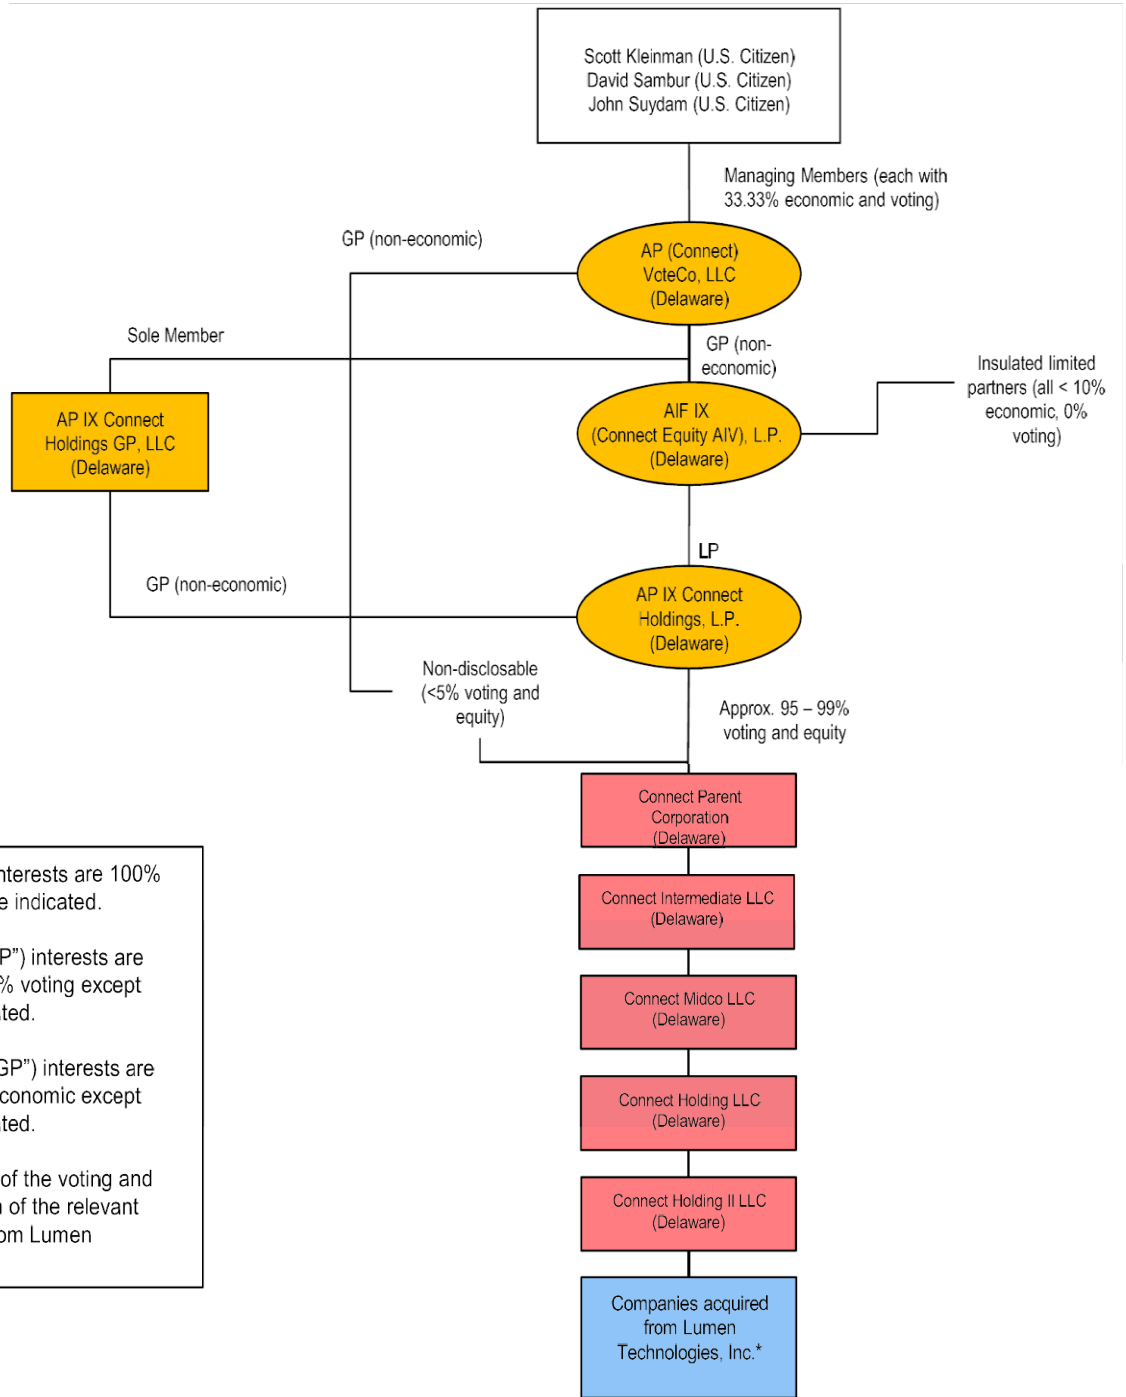 Scott Kleinman (U.S. Citizen)
David Sambur (U.S. Citizen)
John Suydam (U.S. Citizen)
Managing Members (each with
33.33% economic and voting)
GP (non-economic)
AP (Connect)
VoteCo, LLC
(Delaware)
Sole Member
GP (non-
economic)
Insulated limited
partners (all < 10%
economic, 0%
voting)
AP IX Connect
Holdings GP, LLC
(Delaware)
AIF IX
(Connect Equity AIV), L.P.
(Delaware)
LP
GP (non-economic)
AP IX Connect
Holdings, L.P.
(Delaware)
Non-disclosable
(<5% voting and
equity)
Approx. 95 – 99%
voting and equity
Connect Parent
Corporation
(Delaware)
Connect Intermediate LLC
(Delaware)
Connect Midco LLC
(Delaware)
Connect Holding LLC
(Delaware)
Connect Holding II LLC
(Delaware)
Companies acquired
from Lumen
Technologies, Inc.*
nterests are 100%
e indicated.
P”) interests are
% voting except
ted.
GP”) interests are
conomic except
ted.
of the voting and
n of the relevant
om Lumen